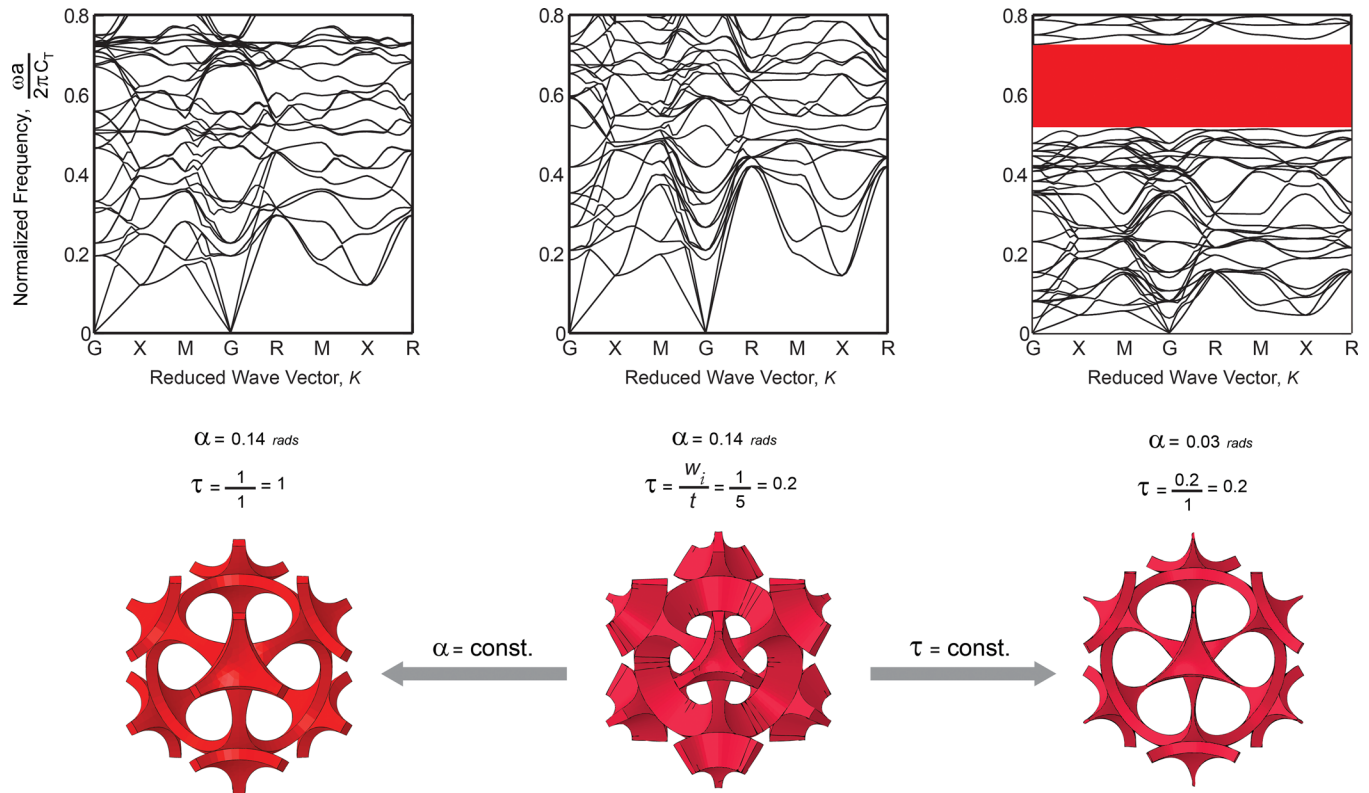 Normalized Frequency, ωa / 2πC_T
0.8
0.6
0.4
0.2
0
G X M G R M X R
Reduced Wave Vector, K
0.8
0.6
0.4
0.2
0
G X M G R M X R
Reduced Wave Vector, K
0.8
0.6
0.4
0.2
0
G X M G R M X R
Reduced Wave Vector, K
α = 0.14 rads
τ = 1/1 = 1
α = 0.14 rads
τ = w_i/t = 1/5 = 0.2
α = 0.03 rads
τ = 0.2/1 = 0.2
α = const.
τ = const.